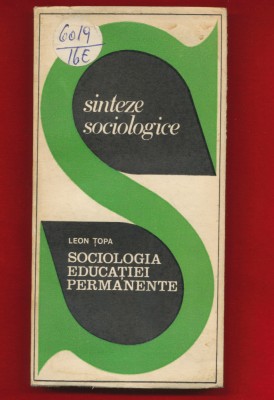 6019
16E
sinteze
sociologice
LEON ȚOPA
SOCIOLOGIA
EDUCAȚIEI
PERMANENTE